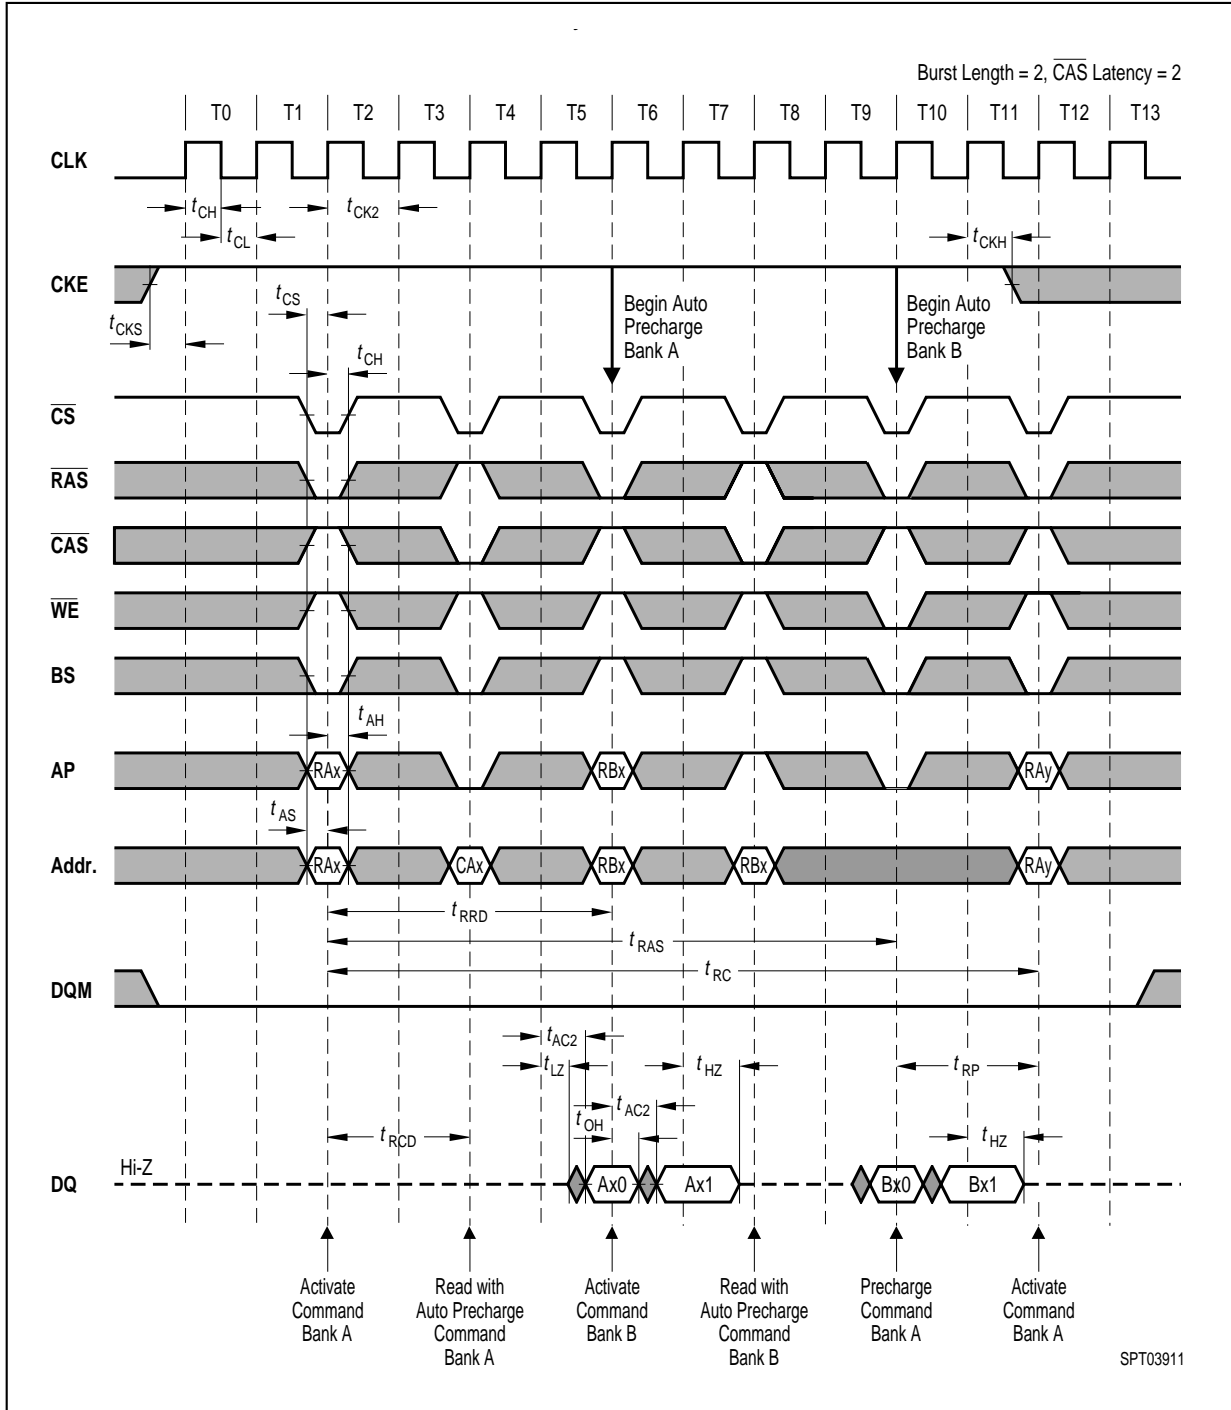 Burst Length = 2, CAS Latency = 2
T0 T1 T2 T3 T4 T5 T6 T7 T8 T9 T10 T11 T12 T13
CLK
tCH tCK2
tCL tCKH
CKE
tCS
Begin Auto
Precharge
Bank A
Begin Auto
Precharge
Bank B
tCKS
tCH
CS
RAS
CAS
WE
BS
tAH
AP RAx RBx RAy
tAS
Addr. RAx CAx RBx RBx RAy
tRRD
tRAS
tRC
DQM
tAC2
tLZ tHZ tRP
tAC2
tOH
tRCD tHZ
Hi-Z
DQ Ax0 Ax1 Bx0 Bx1
Activate
Command
Bank A
Read with
Auto Precharge
Command
Bank A
Activate
Command
Bank B
Read with
Auto Precharge
Command
Bank B
Precharge
Command
Bank A
Activate
Command
Bank A
SPT03911